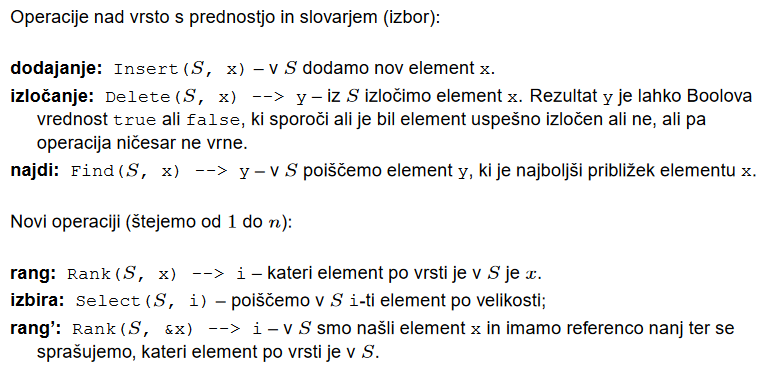 Operacije nad vrsto s prednostjo in slovarjem (izbor):
dodajanje: Insert(S, x) – v S dodamo nov element x.
izločanje: Delete(S, x) --> y – iz S izločimo element x. Rezultat y je lahko Boolova
vrednost true ali false, ki sporoči ali je bil element uspešno izločen ali ne, ali pa
operacija ničesar ne vrne.
najdi: Find(S, x) --> y – v S poiščemo element y, ki je najboljši približek elementu x.
Novi operaciji (štejemo od 1 do n):
rang: Rank(S, x) --> i – kateri element po vrsti je v S je x.
izbira: Select(S, i) – poiščemo v S i-ti element po velikosti;
rang’: Rank(S, &x) --> i – v S smo našli element x in imamo referenco nanj ter se
sprašujemo, kateri element po vrsti je v S.